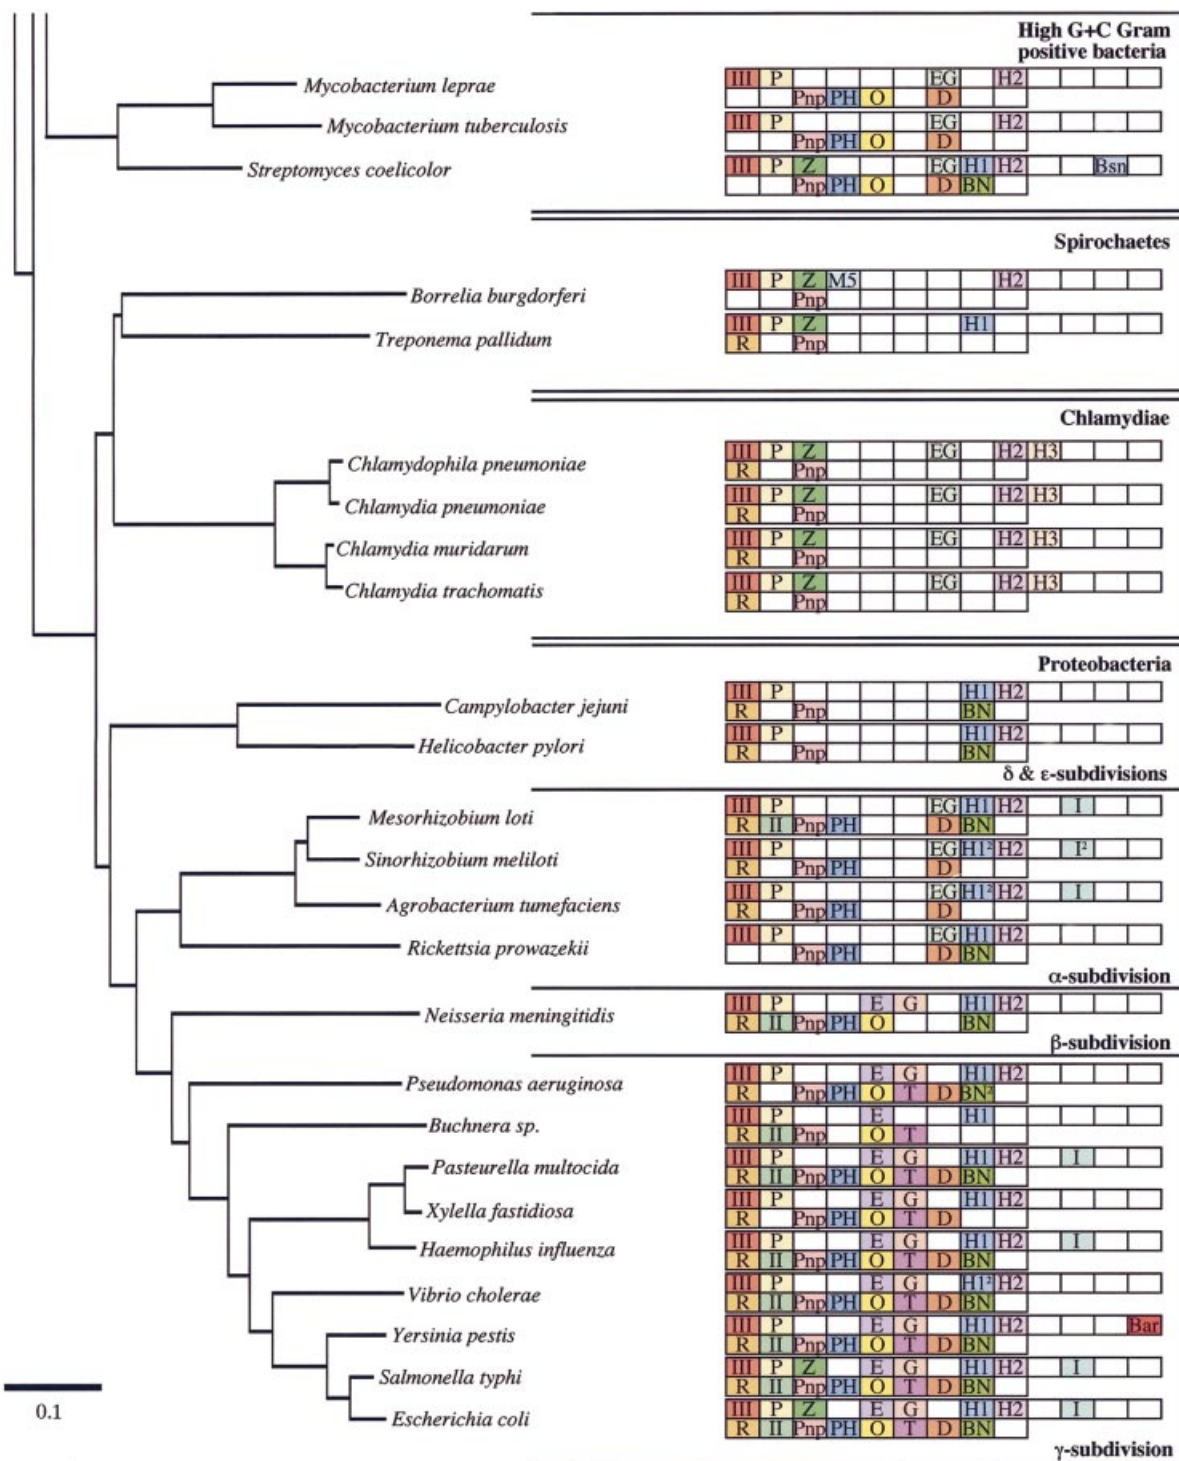 High G+C Gram
positive bacteria
Mycobacterium leprae III P EG H2
Pnp PH O D
Mycobacterium tuberculosis III P EG H2
Pnp PH O D
Streptomyces coelicolor III P Z EG H1 H2 Bsn
Pnp PH O D BN
Spirochaetes
Borrelia burgdorferi III P Z M5 H2
Pnp
Treponema pallidum III P Z H1
R Pnp
Chlamydiae
Chlamydophila pneumoniae III P Z EG H2 H3
R Pnp
Chlamydia pneumoniae III P Z EG H2 H3
R Pnp
Chlamydia muridarum III P Z EG H2 H3
R Pnp
Chlamydia trachomatis III P Z EG H2 H3
R Pnp
Proteobacteria
Campylobacter jejuni III P H1 H2
R Pnp BN
Helicobacter pylori III P H1 H2
R Pnp BN
δ & ε-subdivisions
Mesorhizobium loti III P EG H1 H2 I
R II Pnp PH D BN
Sinorhizobium meliloti III P EG H1² H2 I²
R Pnp PH D
Agrobacterium tumefaciens III P EG H1² H2 I
R Pnp PH D
Rickettsia prowazekii III P EG H1 H2
Pnp PH D BN
α-subdivision
Neisseria meningitidis III P E G H1 H2
R II Pnp PH O BN
β-subdivision
Pseudomonas aeruginosa III P E G H1 H2
R Pnp PH O T D BN²
Buchnera sp. III P E H1
R II Pnp O T
Pasteurella multocida III P E G H1 H2 I
R II Pnp PH O T D BN
Xylella fastidiosa III P E G H1 H2
R Pnp PH O T D
Haemophilus influenza III P E G H1 H2 I
R II Pnp PH O T D BN
Vibrio cholerae III P E G H1² H2
R II Pnp PH O T D BN
Yersinia pestis III P E G H1 H2 Bar
R II Pnp PH O T D BN
Salmonella typhi III P Z E G H1 H2 I
R II Pnp PH O T D BN
Escherichia coli III P Z E G H1 H2 I
R II Pnp PH O T D BN
0.1
γ-subdivision